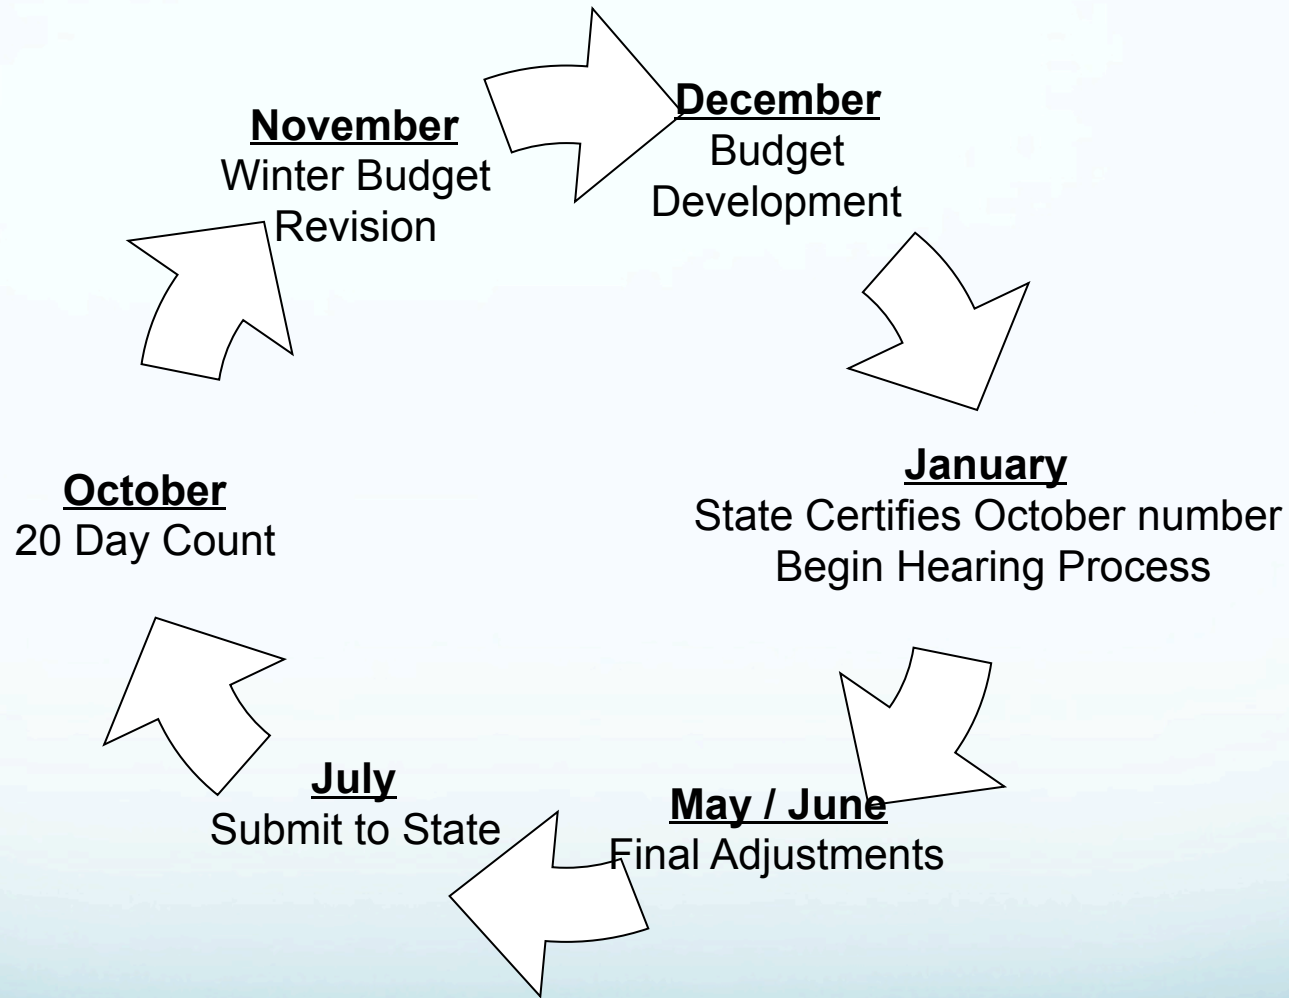 November
Winter Budget
Revision
December
Budget
Development
January
State Certifies October number
Begin Hearing Process
May / June
Final Adjustments
July
Submit to State
October
20 Day Count